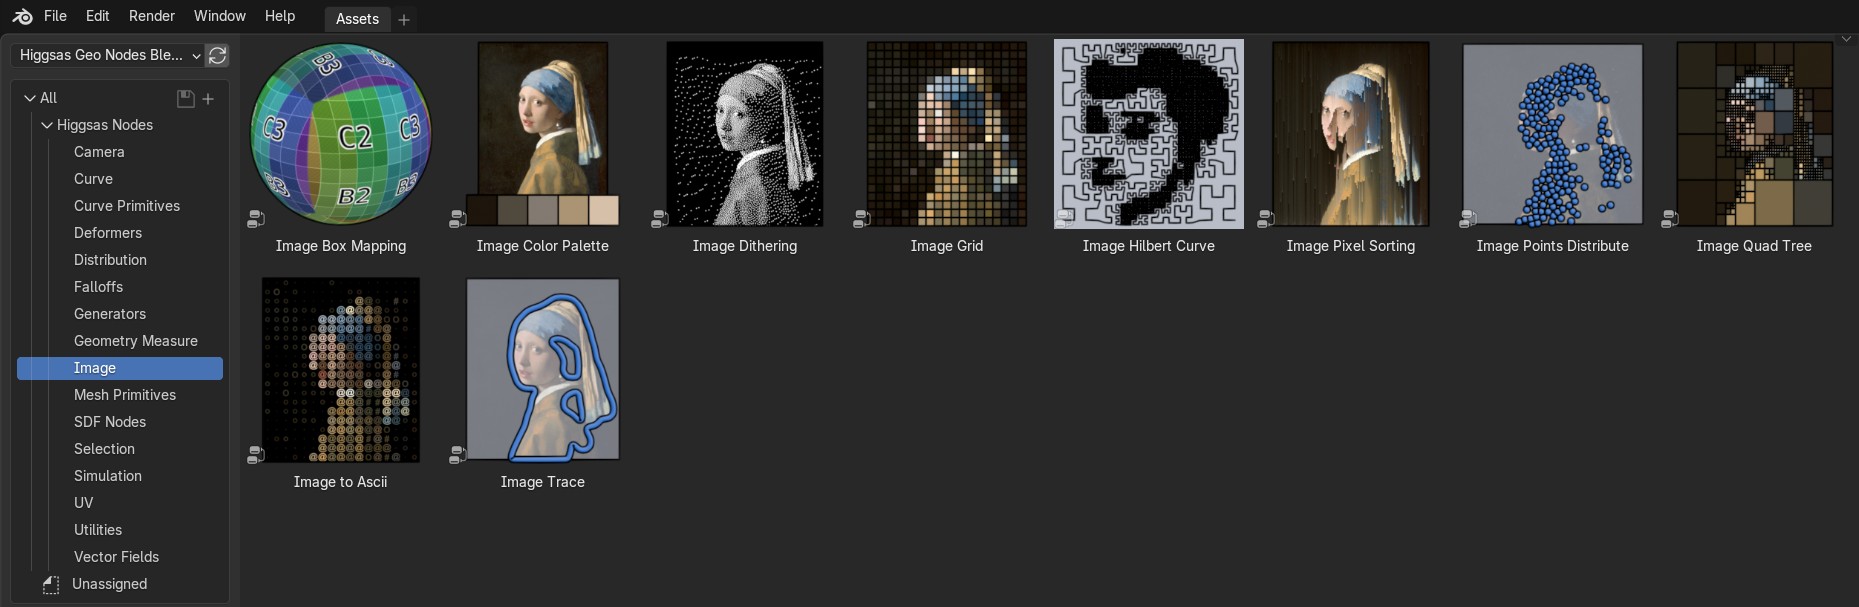 File Edit Render Window Help Assets
Higgsas Geo Nodes Ble...
All
Higgsas Nodes
Camera
Curve
Curve Primitives
Deformers
Distribution
Falloffs
Generators
Geometry Measure
Image
Mesh Primitives
SDF Nodes
Selection
Simulation
UV
Utilities
Vector Fields
Unassigned
B3
C3
C2
C3
B2
Image Box Mapping
Image Color Palette
Image Dithering
Image Grid
Image Hilbert Curve
Image Pixel Sorting
Image Points Distribute
Image Quad Tree
Image to Ascii
Image Trace